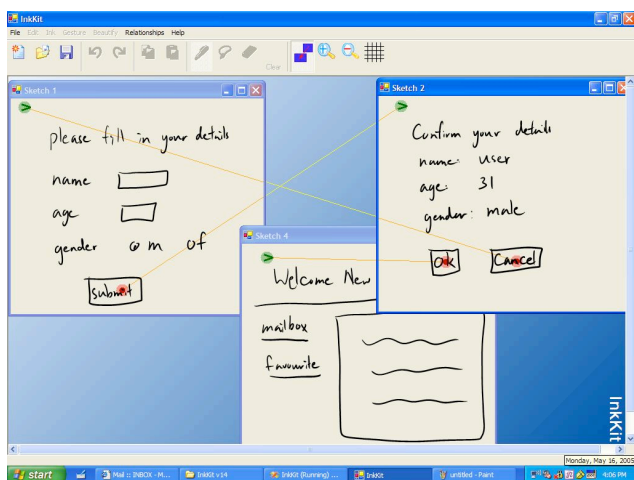 InkKit
File Edit Ink Gesture Beautify Relationships Help
Clear
Sketch 1
please fill in your details
name
age
gender m of
submit
Sketch 2
Confirm your details
name: user
age: 31
gender: male
OK Cancel
Sketch 4
Welcome New
mailbox
favourite
InkKit
Monday, May 16, 2005
start Mail :: INBOX - M... InkKit v14 InkKit (Running) ... InkKit untitled - Paint 4:06 PM